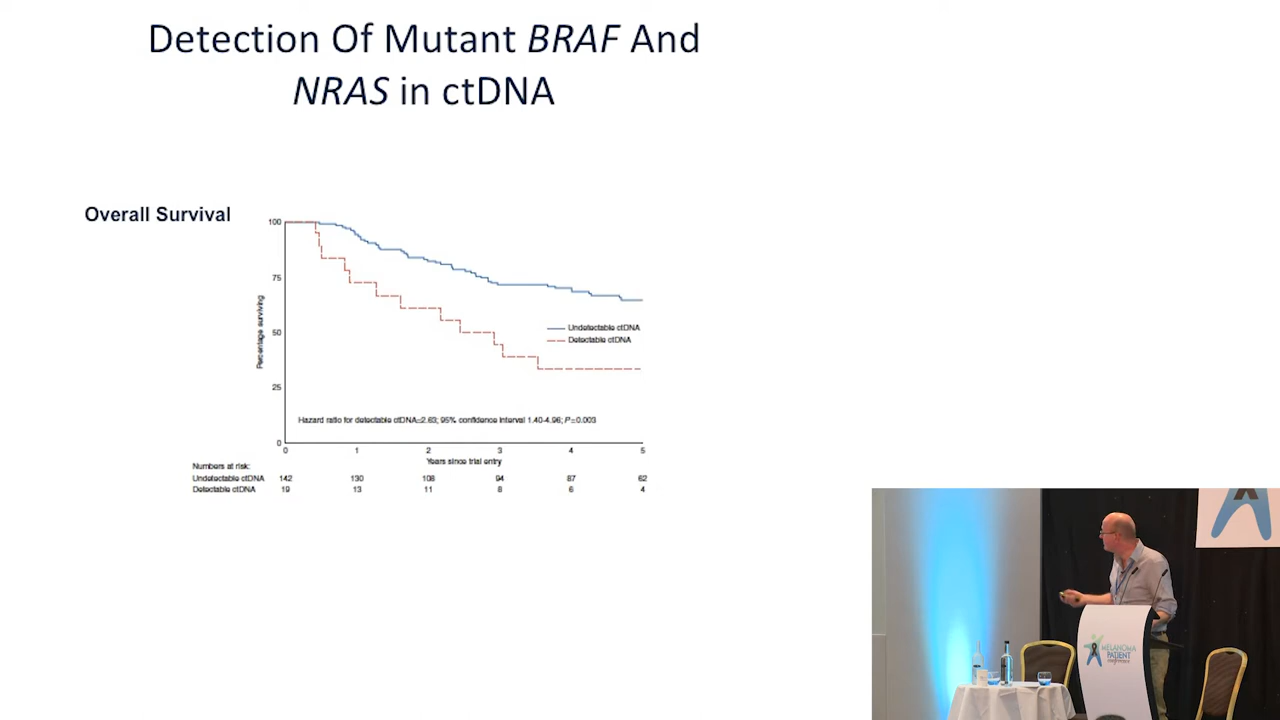 Detection Of Mutant BRAF And
NRAS in ctDNA
Overall Survival
100
75
50
25
0
Percentage surviving
Undetectable ctDNA
Detectable ctDNA
Hazard ratio for detectable ctDNA=2.63; 95% confidence interval 1.40-4.96; P=0.003
0 1 2 3 4 5
Years since trial entry
Numbers at risk:
Undetectable ctDNA 142 130 108 94 87 62
Detectable ctDNA 19 13 11 8 6 4
MELANOMA
PATIENT
conference